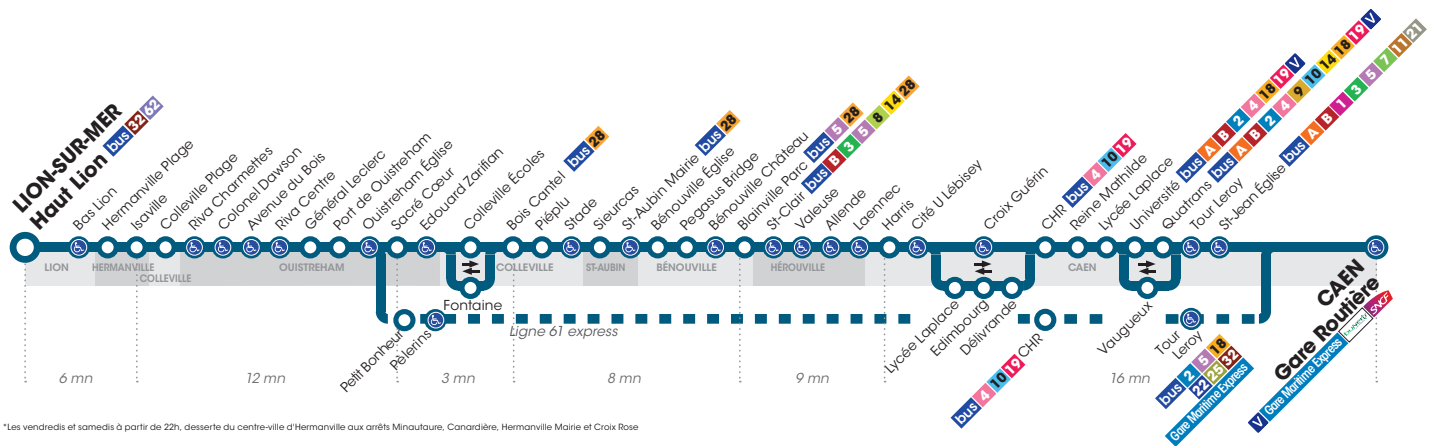 LION-SUR-MER
Haut Lion bus 32 62
Bas Lion
Hermanville Plage
Isaville
Colleville Plage
Riva Charmettes
Colonel Dawson
Avenue du Bois
Riva Centre
Général Leclerc
Port de Ouistreham
Ouistreham Église
Sacré Cœur
Edouard Zarifian
Colleville Écoles
Bois Cantel bus 28
Piéplu
Stade
Sieurcas
St-Aubin Mairie bus 28
Bénouville Église
Pegasus Bridge
Bénouville Château
Blainville Parc bus 5 28
St-Clair bus B 3 5 8 14 28
Valeuse
Allende
Laennec
Harris
Cité U Lébisey
Croix Guérin
CHR bus 4 10 19
Reine Mathilde
Lycée Laplace
Université bus A B 2 4 18 19 V
Quatrans bus A B 2 4 9 10 14 18 19 V
Tour Leroy
St-Jean Église bus A B 1 3 5 7 11 21
LION
HERMANVILLE
COLLEVILLE
OUISTREHAM
COLLEVILLE
ST-AUBIN
BÉNOUVILLE
HÉROUVILLE
CAEN
Fontaine
Petit Bonheur
Pèlerins
Ligne 61 express
Lycée Laplace
Edimbourg
Délivrande
bus 4 10 19 CHR
Vaugueux
Tour
Leroy
bus 2 5 18
22 25 32
Gare Maritime Express
CAEN
Gare Routière
V Gare Maritime Express SNCF
6 mn
12 mn
3 mn
8 mn
9 mn
16 mn
*Les vendredis et samedis à partir de 22h, desserte du centre-ville d'Hermanville aux arrêts Minautaure, Canardière, Hermanville Mairie et Croix Rose